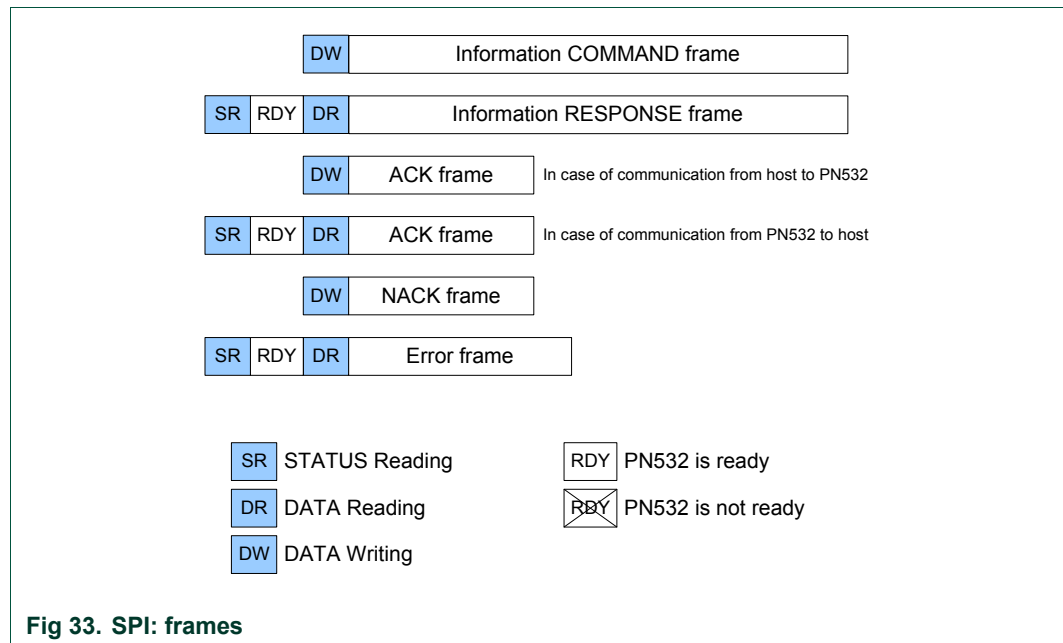 DW Information COMMAND frame
SR RDY DR Information RESPONSE frame
DW ACK frame In case of communication from host to PN532
SR RDY DR ACK frame In case of communication from PN532 to host
DW NACK frame
SR RDY DR Error frame
SR STATUS Reading RDY PN532 is ready
DR DATA Reading RDY PN532 is not ready
DW DATA Writing
Fig 33. SPI: frames